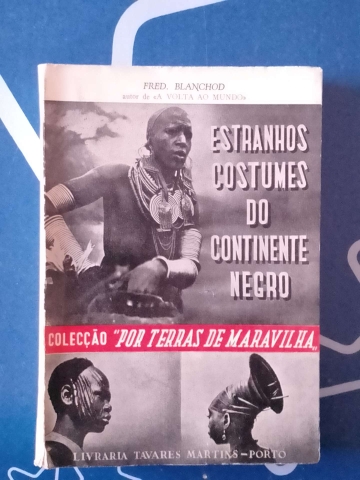 FRED. BLANCHOD
autor de «A VOLTA AO MUNDO»
ESTRANHOS
COSTUMES
DO
CONTINENTE
NEGRO
COLECÇÃO "POR TERRAS DE MARAVILHA„
LIVRARIA TAVARES MARTINS-PORTO